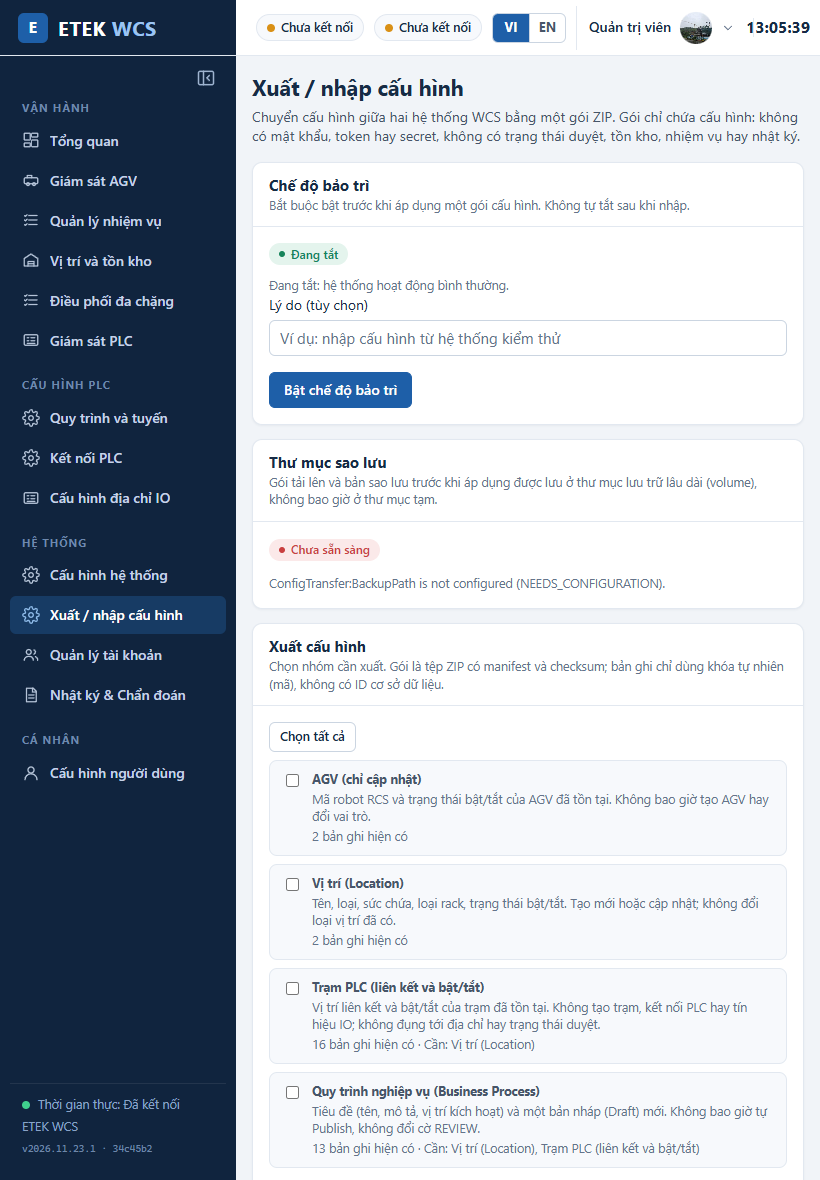 E
ETEK WCS
Chưa kết nối
Chưa kết nối
VI
EN
Quản trị viên
13:05:39
VẬN HÀNH
Tổng quan
Giám sát AGV
Quản lý nhiệm vụ
Vị trí và tồn kho
Điều phối đa chặng
Giám sát PLC
CẤU HÌNH PLC
Quy trình và tuyến
Kết nối PLC
Cấu hình địa chỉ IO
HỆ THỐNG
Cấu hình hệ thống
Xuất / nhập cấu hình
Quản lý tài khoản
Nhật ký & Chẩn đoán
CÁ NHÂN
Cấu hình người dùng
Thời gian thực: Đã kết nối
ETEK WCS
v2026.11.23.1 · 34c45b2
Xuất / nhập cấu hình
Chuyển cấu hình giữa hai hệ thống WCS bằng một gói ZIP. Gói chỉ chứa cấu hình: không
có mật khẩu, token hay secret, không có trạng thái duyệt, tồn kho, nhiệm vụ hay nhật ký.
Chế độ bảo trì
Bắt buộc bật trước khi áp dụng một gói cấu hình. Không tự tắt sau khi nhập.
Đang tắt
Đang tắt: hệ thống hoạt động bình thường.
Lý do (tùy chọn)
Ví dụ: nhập cấu hình từ hệ thống kiểm thử
Bật chế độ bảo trì
Thư mục sao lưu
Gói tải lên và bản sao lưu trước khi áp dụng được lưu ở thư mục lưu trữ lâu dài (volume),
không bao giờ ở thư mục tạm.
Chưa sẵn sàng
ConfigTransfer:BackupPath is not configured (NEEDS_CONFIGURATION).
Xuất cấu hình
Chọn nhóm cần xuất. Gói là tệp ZIP có manifest và checksum; bản ghi chỉ dùng khóa tự nhiên
(mã), không có ID cơ sở dữ liệu.
Chọn tất cả
AGV (chỉ cập nhật)
Mã robot RCS và trạng thái bật/tắt của AGV đã tồn tại. Không bao giờ tạo AGV hay
đổi vai trò.
2 bản ghi hiện có
Vị trí (Location)
Tên, loại, sức chứa, loại rack, trạng thái bật/tắt. Tạo mới hoặc cập nhật; không đổi
loại vị trí đã có.
2 bản ghi hiện có
Trạm PLC (liên kết và bật/tắt)
Vị trí liên kết và bật/tắt của trạm đã tồn tại. Không tạo trạm, kết nối PLC hay tín
hiệu IO; không đụng tới địa chỉ hay trạng thái duyệt.
16 bản ghi hiện có · Cần: Vị trí (Location)
Quy trình nghiệp vụ (Business Process)
Tiêu đề (tên, mô tả, vị trí kích hoạt) và một bản nháp (Draft) mới. Không bao giờ tự
Publish, không đổi cờ REVIEW.
13 bản ghi hiện có · Cần: Vị trí (Location), Trạm PLC (liên kết và bật/tắt)